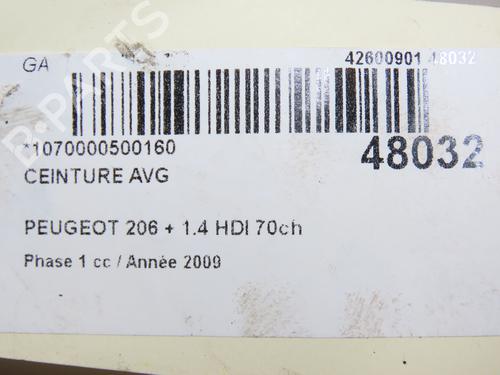 GA
42600901 48032
*1070000500160
48032
CEINTURE AVG
PEUGEOT 206 + 1.4 HDI 70ch
Phase 1 cc / Année 2009
B-PARTS